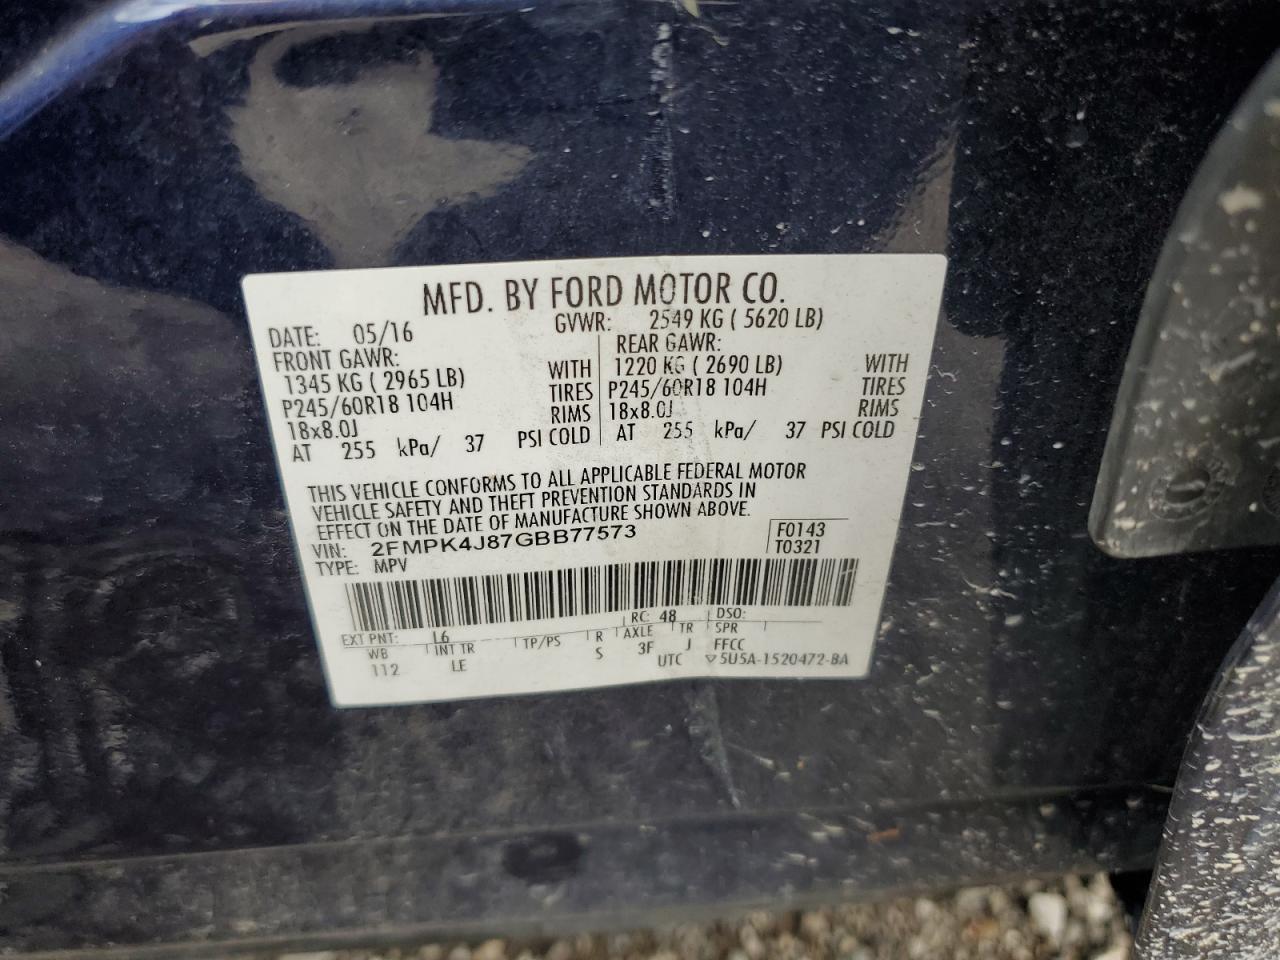 MFD. BY FORD MOTOR CO.
DATE: 05/16 GVWR: 2549 KG ( 5620 LB)
FRONT GAWR: REAR GAWR:
1345 KG ( 2965 LB) WITH 1220 KG ( 2690 LB) WITH
P245/60R18 104H TIRES P245/60R18 104H TIRES
18x8.0J RIMS 18x8.0J RIMS
AT 255 kPa/ 37 PSI COLD AT 255 kPa/ 37 PSI COLD
THIS VEHICLE CONFORMS TO ALL APPLICABLE FEDERAL MOTOR
VEHICLE SAFETY AND THEFT PREVENTION STANDARDS IN
EFFECT ON THE DATE OF MANUFACTURE SHOWN ABOVE.
VIN: 2FMPK4J87GBB77573 F0143
TYPE: MPV T0321
EXT PNT: L6 RC: 48 DSO:
WB INT TR TP/PS R AXLE TR SPR
112 LE S 3F J FFCC
UTC ▽5U5A-1520472-BA